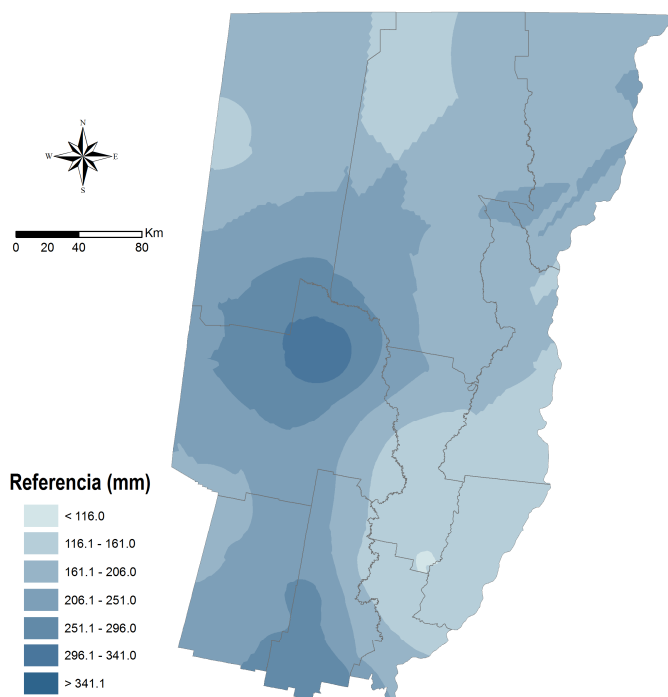 N
W E
S
Km
0 20 40 80
Referencia (mm)
< 116.0
116.1 - 161.0
161.1 - 206.0
206.1 - 251.0
251.1 - 296.0
296.1 - 341.0
> 341.1